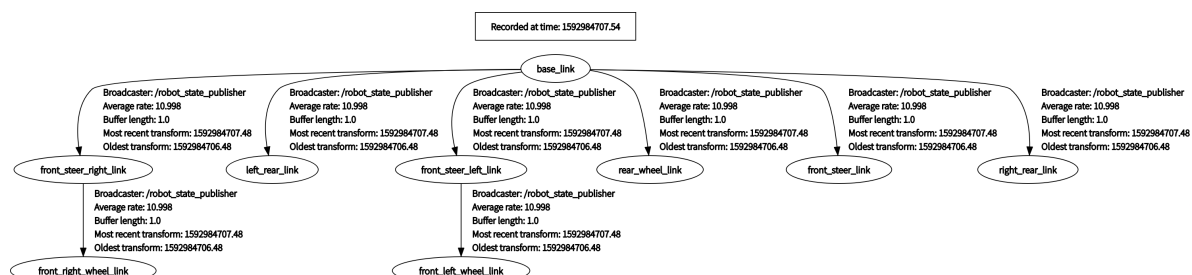 Recorded at time: 1592984707.54
base_link
Broadcaster: /robot_state_publisher
Average rate: 10.998
Buffer length: 1.0
Most recent transform: 1592984707.48
Oldest transform: 1592984706.48
Broadcaster: /robot_state_publisher
Average rate: 10.998
Buffer length: 1.0
Most recent transform: 1592984707.48
Oldest transform: 1592984706.48
Broadcaster: /robot_state_publisher
Average rate: 10.998
Buffer length: 1.0
Most recent transform: 1592984707.48
Oldest transform: 1592984706.48
Broadcaster: /robot_state_publisher
Average rate: 10.998
Buffer length: 1.0
Most recent transform: 1592984707.48
Oldest transform: 1592984706.48
Broadcaster: /robot_state_publisher
Average rate: 10.998
Buffer length: 1.0
Most recent transform: 1592984707.48
Oldest transform: 1592984706.48
Broadcaster: /robot_state_publisher
Average rate: 10.998
Buffer length: 1.0
Most recent transform: 1592984707.48
Oldest transform: 1592984706.48
front_steer_right_link
left_rear_link
front_steer_left_link
rear_wheel_link
front_steer_link
right_rear_link
Broadcaster: /robot_state_publisher
Average rate: 10.998
Buffer length: 1.0
Most recent transform: 1592984707.48
Oldest transform: 1592984706.48
Broadcaster: /robot_state_publisher
Average rate: 10.998
Buffer length: 1.0
Most recent transform: 1592984707.48
Oldest transform: 1592984706.48
front_right_wheel_link
front_left_wheel_link